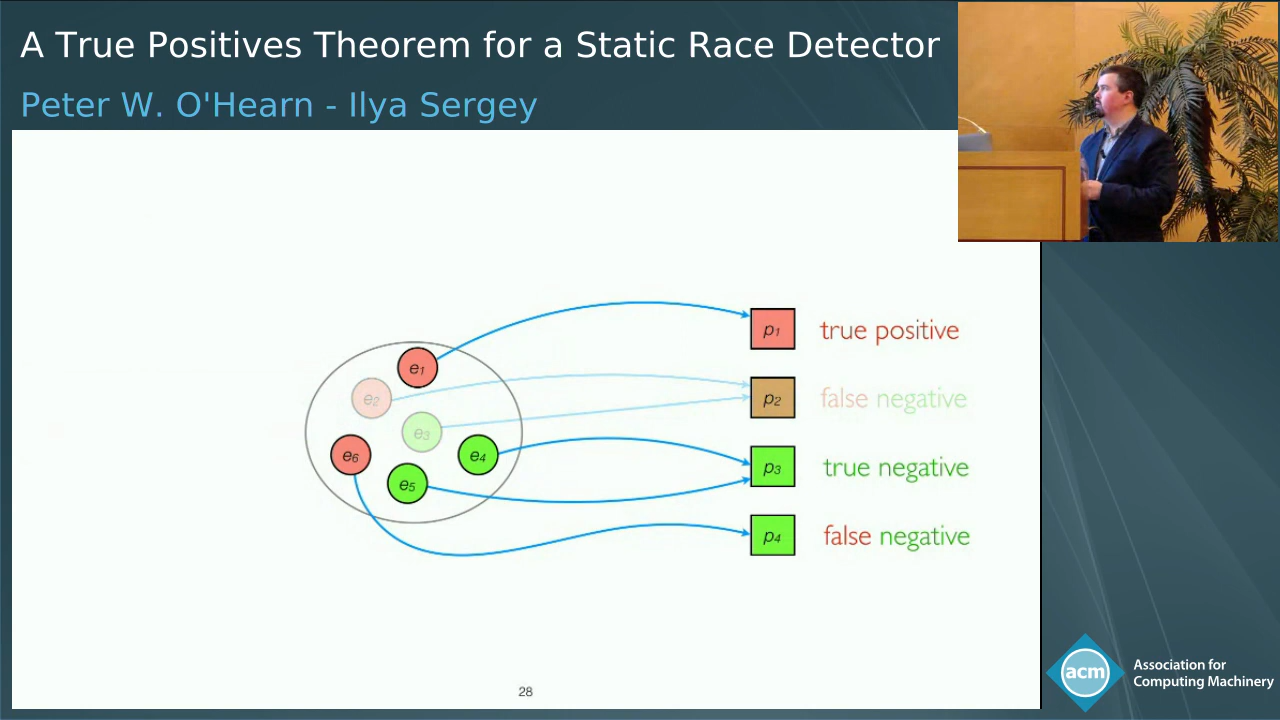 A True Positives Theorem for a Static Race Detector
Peter W. O'Hearn - Ilya Sergey
e1
p1 true positive
e2
p2 false negative
e3
e6
e4
p3 true negative
e5
p4 false negative
28
acm
Association for
Computing Machinery